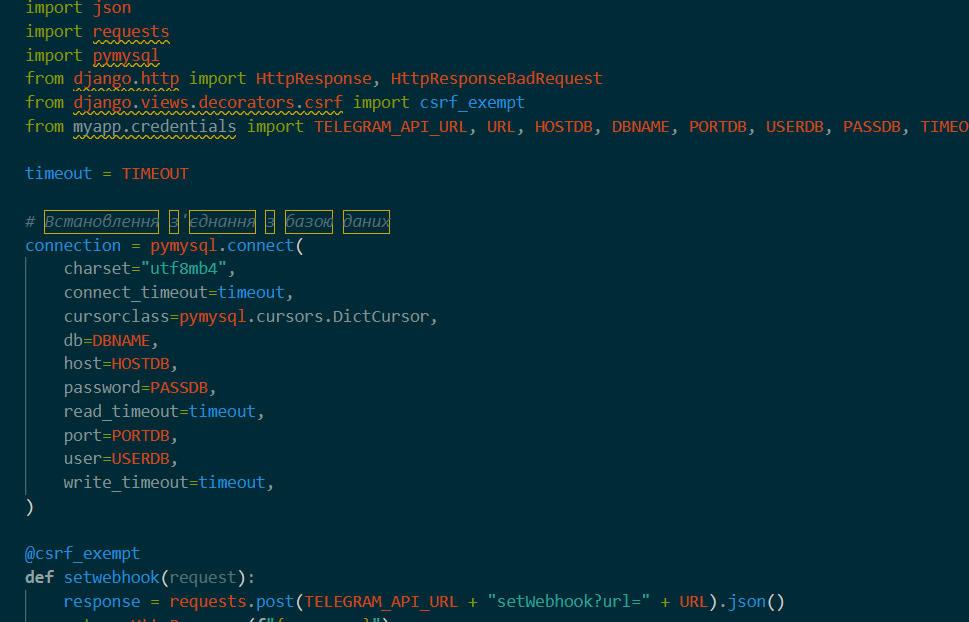 import json
import requests
import pymysql
from django.http import HttpResponse, HttpResponseBadRequest
from django.views.decorators.csrf import csrf_exempt
from myapp.credentials import TELEGRAM_API_URL, URL, HOSTDB, DBNAME, PORTDB, USERDB, PASSDB, TIMEO
timeout = TIMEOUT
# Встановлення з'єднання з базою даних
connection = pymysql.connect(
    charset="utf8mb4",
    connect_timeout=timeout,
    cursorclass=pymysql.cursors.DictCursor,
    db=DBNAME,
    host=HOSTDB,
    password=PASSDB,
    read_timeout=timeout,
    port=PORTDB,
    user=USERDB,
    write_timeout=timeout,
)
@csrf_exempt
def setwebhook(request):
    response = requests.post(TELEGRAM_API_URL + "setWebhook?url=" + URL).json()